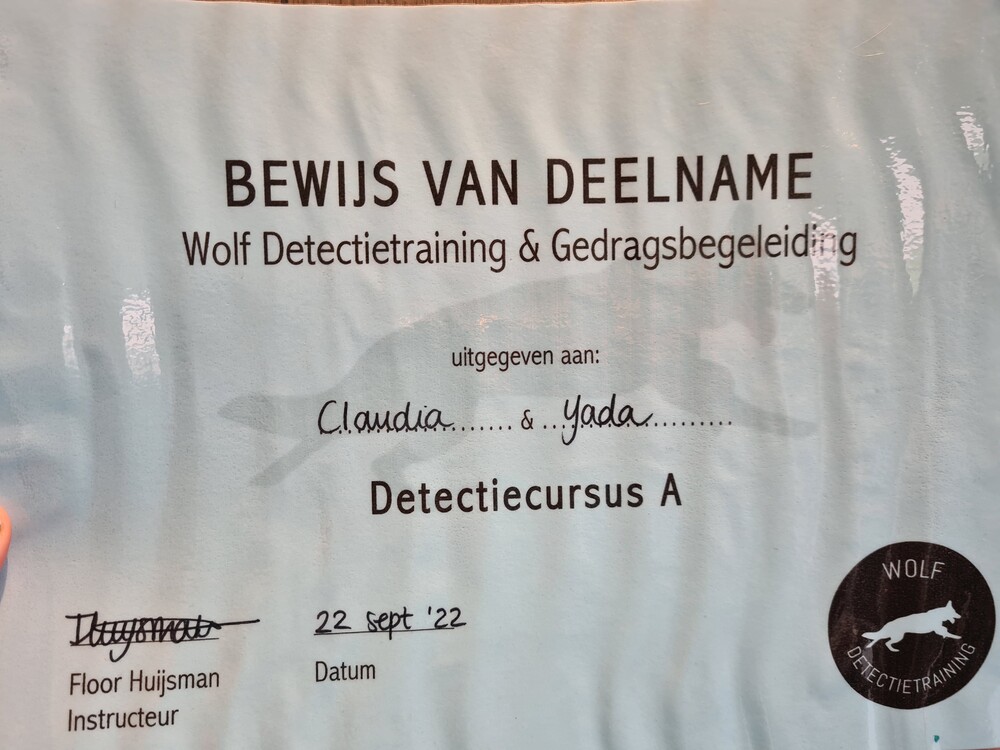 BEWIJS VAN DEELNAME
Wolf Detectietraining & Gedragsbegeleiding
uitgegeven aan:
Claudia....... & ...Yada..........
Detectiecursus A
22 sept '22
Floor Huijsman
Datum
Instructeur
WOLF
DETECTIETRAINING